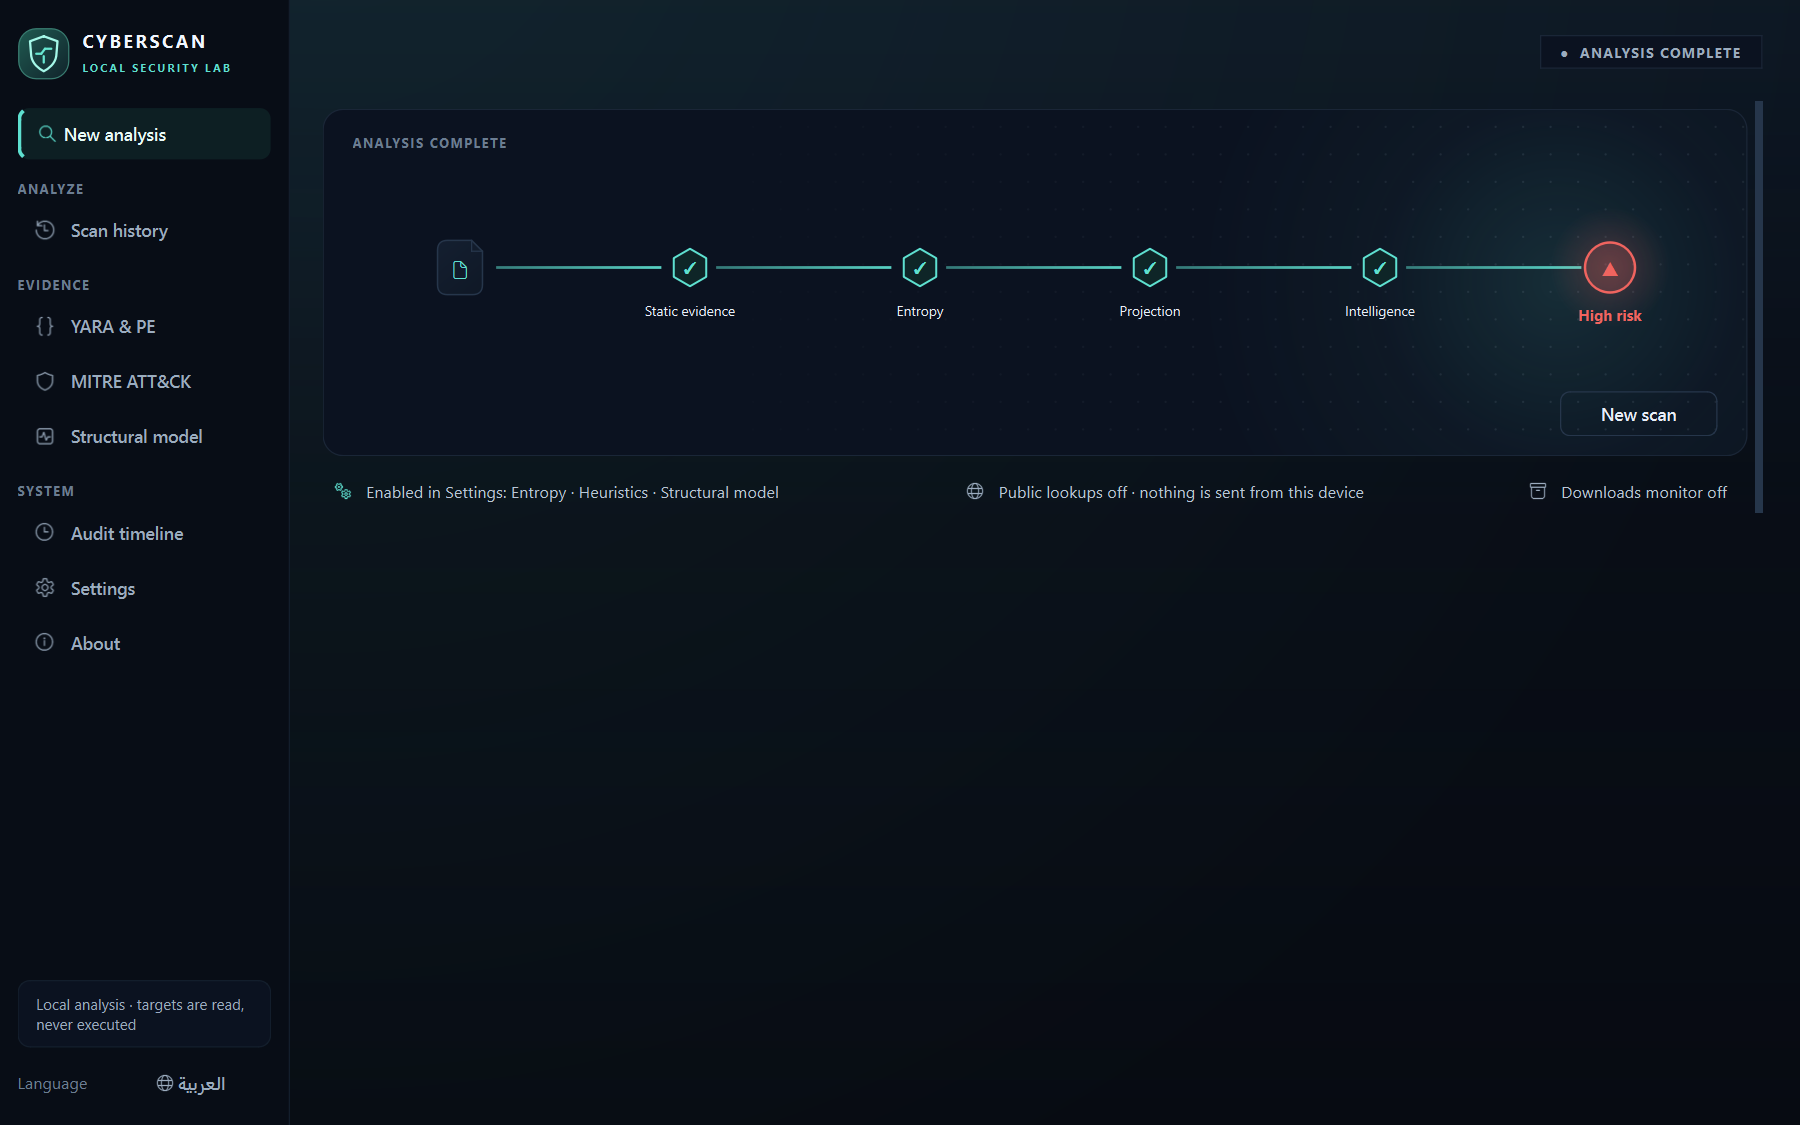 CYBERSCAN
LOCAL SECURITY LAB
New analysis
ANALYZE
Scan history
EVIDENCE
YARA & PE
MITRE ATT&CK
Structural model
SYSTEM
Audit timeline
Settings
About
Local analysis · targets are read,
never executed
Language
العربية
• ANALYSIS COMPLETE
ANALYSIS COMPLETE
Static evidence
Entropy
Projection
Intelligence
High risk
New scan
Enabled in Settings: Entropy · Heuristics · Structural model
Public lookups off · nothing is sent from this device
Downloads monitor off